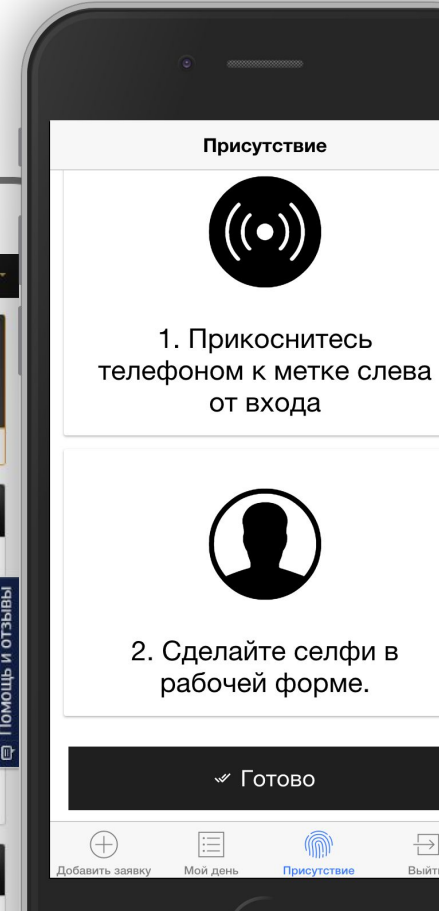 Присутствие
1. Прикоснитесь
телефоном к метке слева
от входа
2. Сделайте селфи в
рабочей форме.
Готово
Добавить заявку
Мой день
Присутствие
Помощь и отзывы